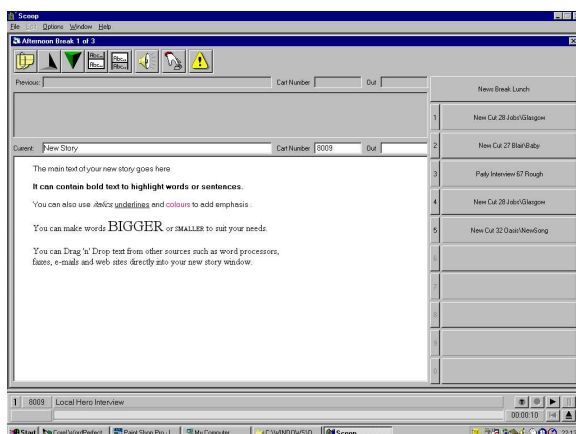 Scoop
File Edit Options Window Help
Afternoon Break 1 of 3
Abc...
Abc...
Abc...
Abc...
Previous: Cart Number Out
News Break Lunch
1 New Cut 28 Jobs\Glasgow
Current: New Story Cart Number 8009 Out
2 New Cut 27 Blair\Baby
The main text of your new story goes here
3 Parly Interview 67 Rough
It can contain bold text to highlight words or sentences.
You can also use italics underlines and colours to add emphasis.
4 New Cut 28 Jobs\Glasgow
You can make words BIGGER or SMALLER to suit your needs.
5 New Cut 32 Oasis\NewSong
You can Drag 'n' Drop text from other sources such as word processors,
faxes, e-mails and web sites directly into your new story window.
6
7
8
9
0
1 8009 Local Hero Interview
00:00:10
Start Corel WordPerfect Paint Shop Pro - I... My Computer Scoop